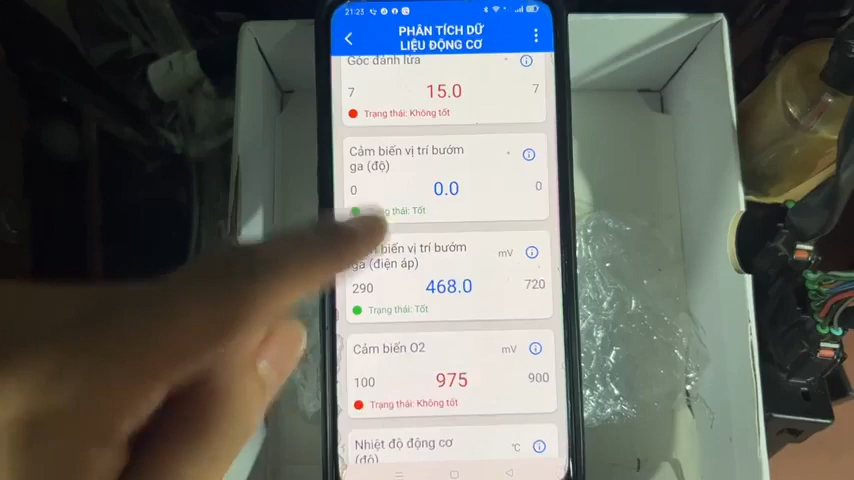 21:23
PHÂN TÍCH DỮ
LIỆU ĐỘNG CƠ
Góc đánh lửa
°
7
15.0
7
Trạng thái: Không tốt
Cảm biến vị trí bướm
ga (độ)
°
0
0.0
0
thái: Tốt
biến vị trí bướm
ga (điện áp)
mV
290
468.0
720
Trạng thái: Tốt
Cảm biến O2
mV
100
975
900
Trạng thái: Không tốt
Nhiệt độ động cơ
(độ)
°C